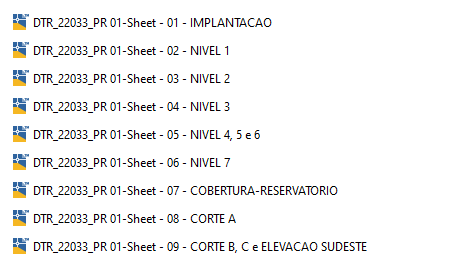 DTR_22033_PR 01-Sheet - 01 - IMPLANTACAO
DTR_22033_PR 01-Sheet - 02 - NIVEL 1
DTR_22033_PR 01-Sheet - 03 - NIVEL 2
DTR_22033_PR 01-Sheet - 04 - NIVEL 3
DTR_22033_PR 01-Sheet - 05 - NIVEL 4, 5 e 6
DTR_22033_PR 01-Sheet - 06 - NIVEL 7
DTR_22033_PR 01-Sheet - 07 - COBERTURA-RESERVATORIO
DTR_22033_PR 01-Sheet - 08 - CORTE A
DTR_22033_PR 01-Sheet - 09 - CORTE B, C e ELEVACAO SUDESTE